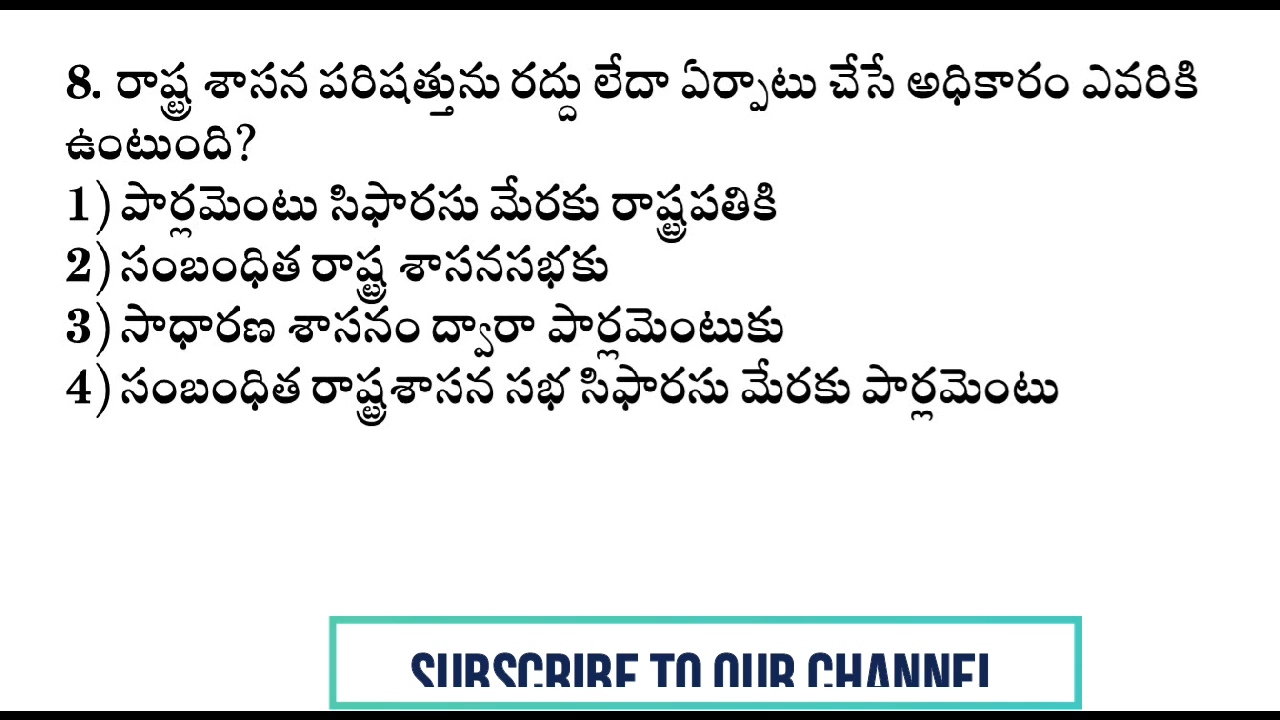 8. రాష్ట్ర శాసన పరిషత్తును రద్దు లేదా ఏర్పాటు చేసే అధికారం ఎవరికి
ఉంటుంది?
1) పార్లమెంటు సిఫారసు మేరకు రాష్ట్రపతికి
2) సంబంధిత రాష్ట్ర శాసనసభకు
3) సాధారణ శాసనం ద్వారా పార్లమెంటుకు
4) సంబంధిత రాష్ట్రశాసన సభ సిఫారసు మేరకు పార్లమెంటు
SUBSCRIBE TO OUR CHANNEL